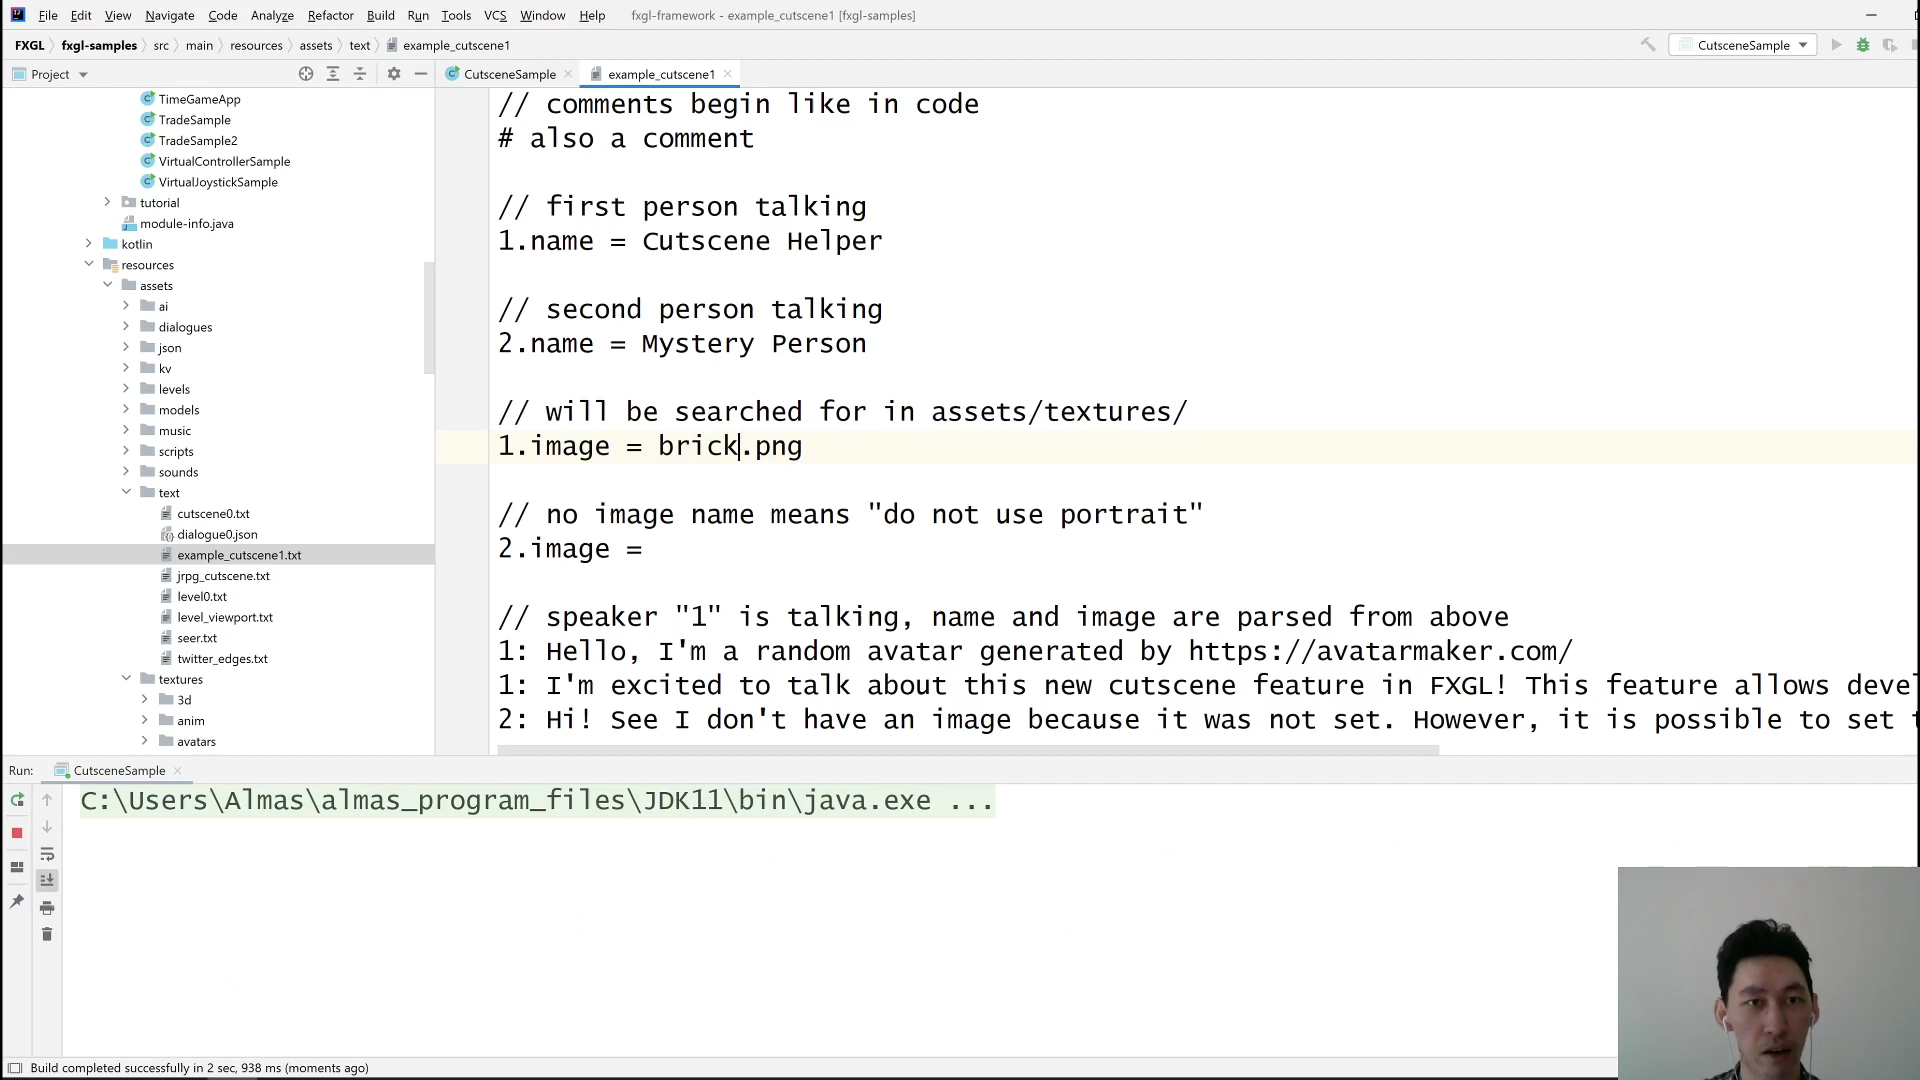 File Edit View Navigate Code Analyze Refactor Build Run Tools VCS Window Help fxgl-framework - example_cutscene1 [fxgl-samples]
FXGL fxgl-samples src main resources assets text example_cutscene1 CutsceneSample
Project CutsceneSample example_cutscene1
TimeGameApp
TradeSample
TradeSample2
VirtualControllerSample
VirtualJoystickSample
tutorial
module-info.java
kotlin
resources
assets
ai
dialogues
json
kv
levels
models
music
scripts
sounds
text
cutscene0.txt
dialogue0.json
example_cutscene1.txt
jrpg_cutscene.txt
level0.txt
level_viewport.txt
seer.txt
twitter_edges.txt
textures
3d
anim
avatars
// comments begin like in code
# also a comment
// first person talking
1.name = Cutscene Helper
// second person talking
2.name = Mystery Person
// will be searched for in assets/textures/
1.image = brick.png
// no image name means "do not use portrait"
2.image =
// speaker "1" is talking, name and image are parsed from above
1: Hello, I'm a random avatar generated by https://avatarmaker.com/
1: I'm excited to talk about this new cutscene feature in FXGL! This feature allows devel
2: Hi! See I don't have an image because it was not set. However, it is possible to set
Run: CutsceneSample
C:\Users\Almas\almas_program_files\JDK11\bin\java.exe ...
Build completed successfully in 2 sec, 938 ms (moments ago)